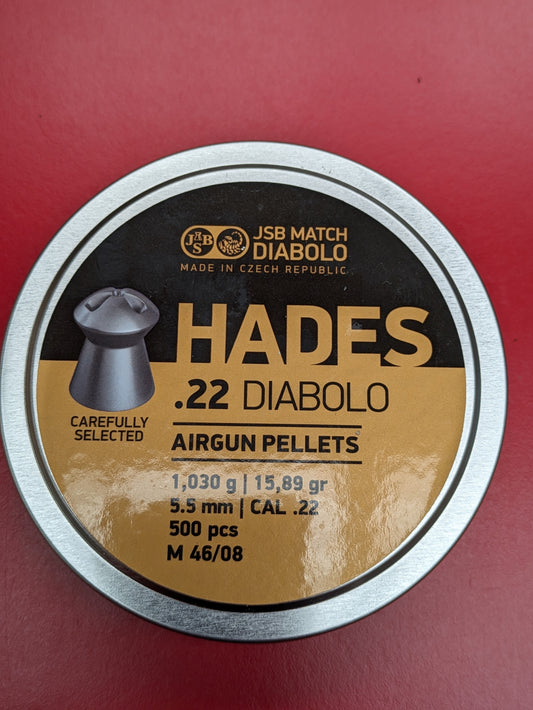 JSB
JSB MATCH
DIABOLO
MADE IN CZECH REPUBLIC
HADES
.22 DIABOLO
CAREFULLY
SELECTED
AIRGUN PELLETS
1,030 g | 15,89 gr
5.5 mm | CAL .22
500 pcs
M 46/08